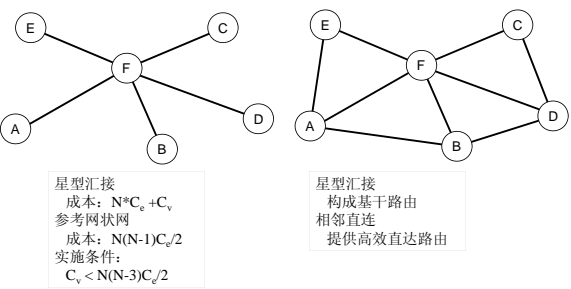 E
C
F
A
B
D
E
C
F
A
B
D
星型汇接
成本：N*Cₑ +Cᵥ
参考网状网
成本：N(N-1)Cₑ/2
实施条件：
Cᵥ < N(N-3)Cₑ/2
星型汇接
构成基干路由
相邻直连
提供高效直达路由